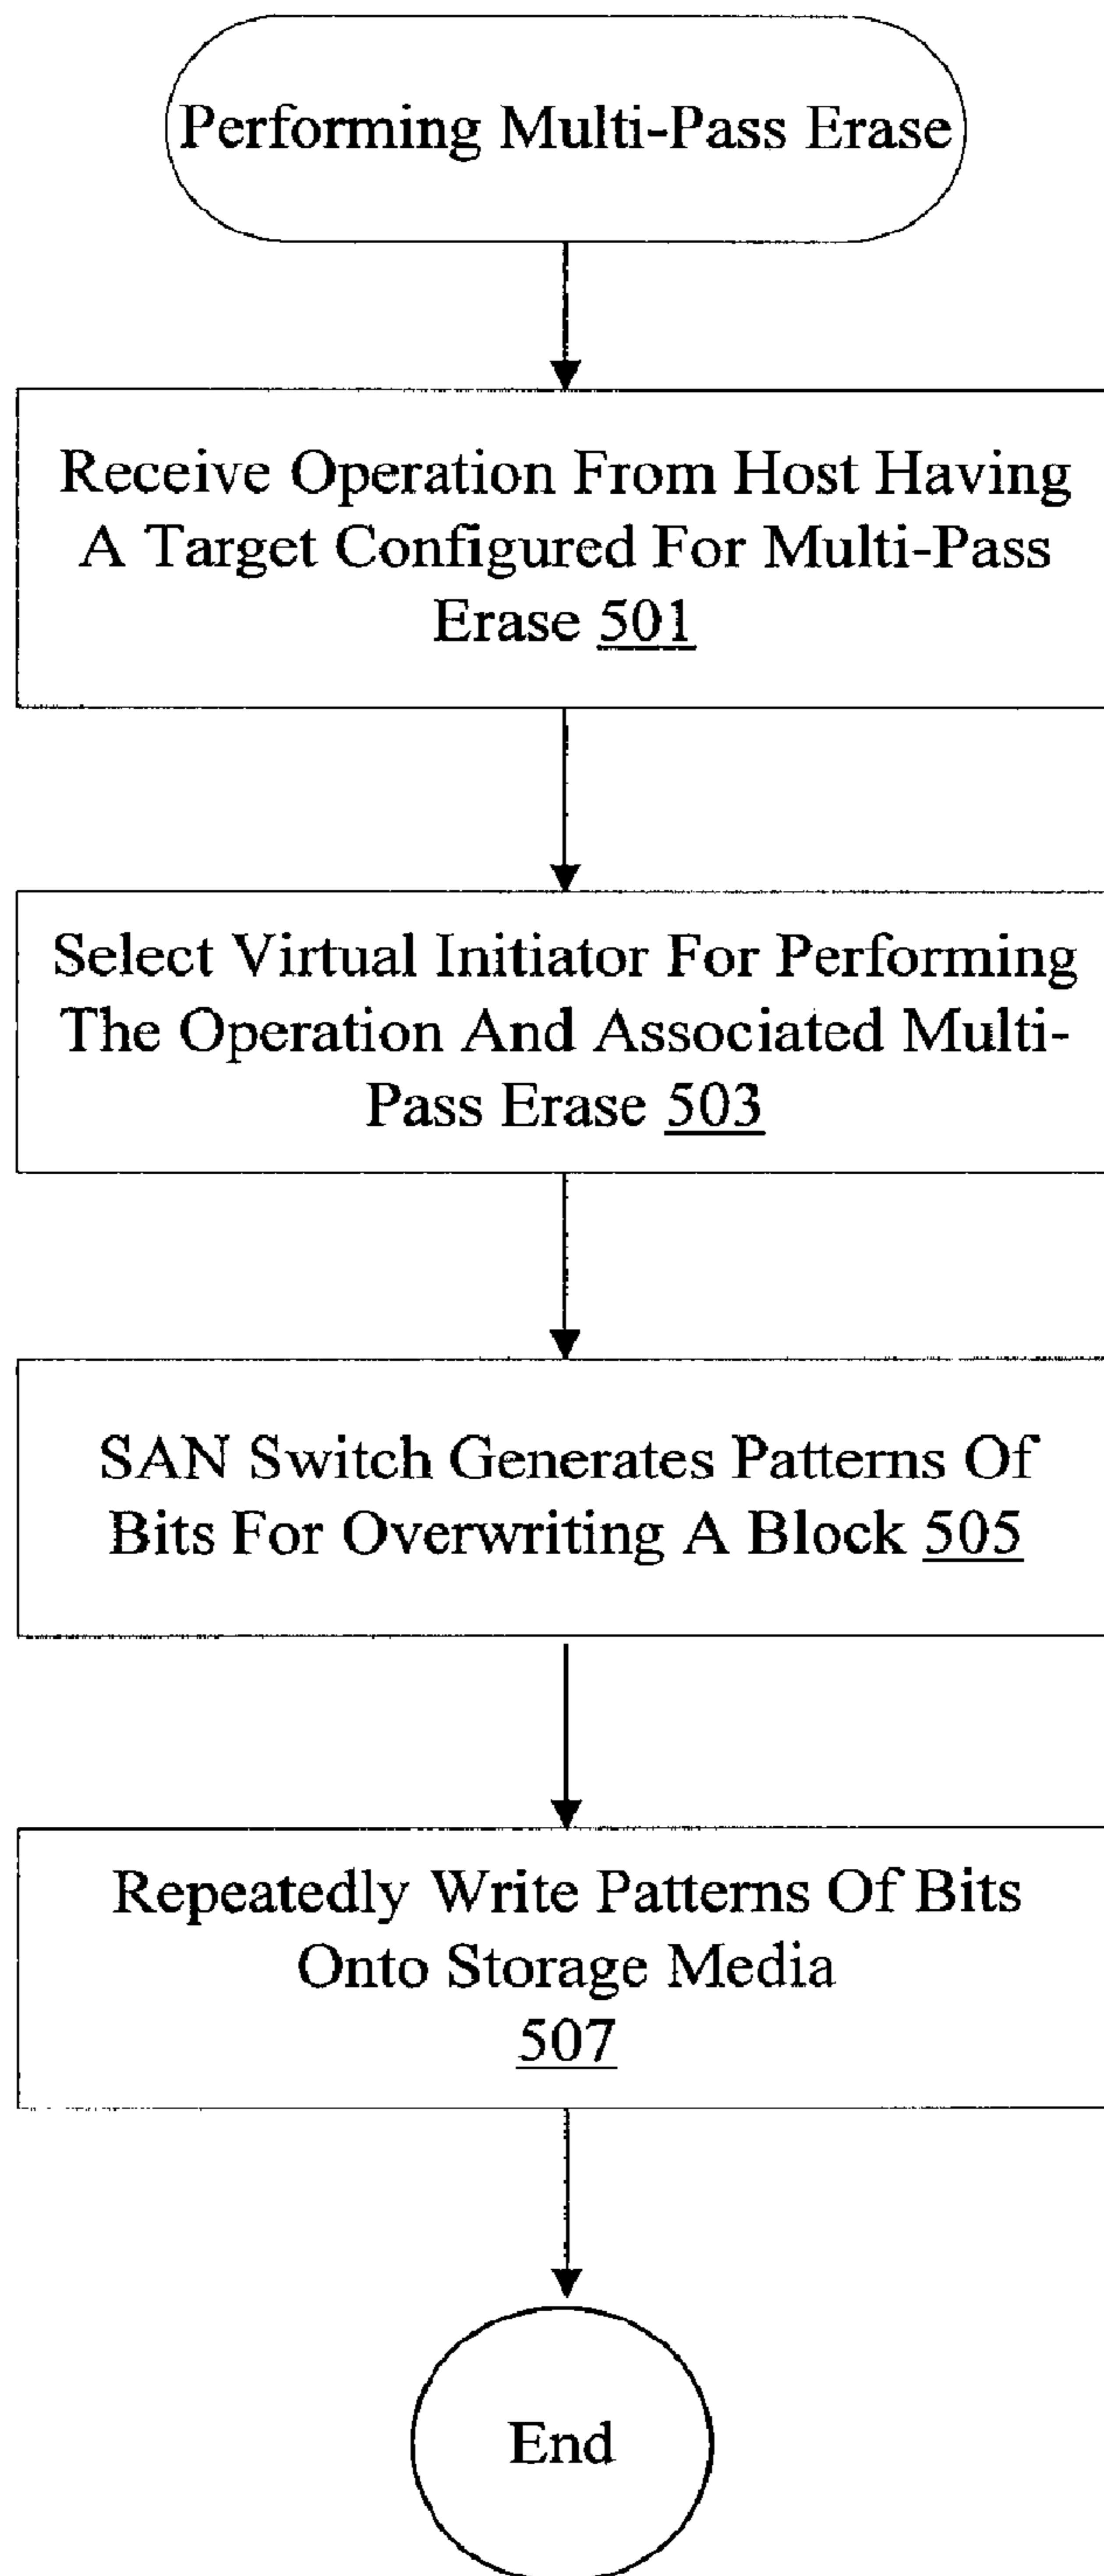 Performing Multi-Pass Erase
Receive Operation From Host Having
A Target Configured For Multi-Pass
Erase 501
Select Virtual Initiator For Performing
The Operation And Associated Multi-
Pass Erase 503
SAN Switch Generates Patterns Of
Bits For Overwriting A Block 505
Repeatedly Write Patterns Of Bits
Onto Storage Media
507
End